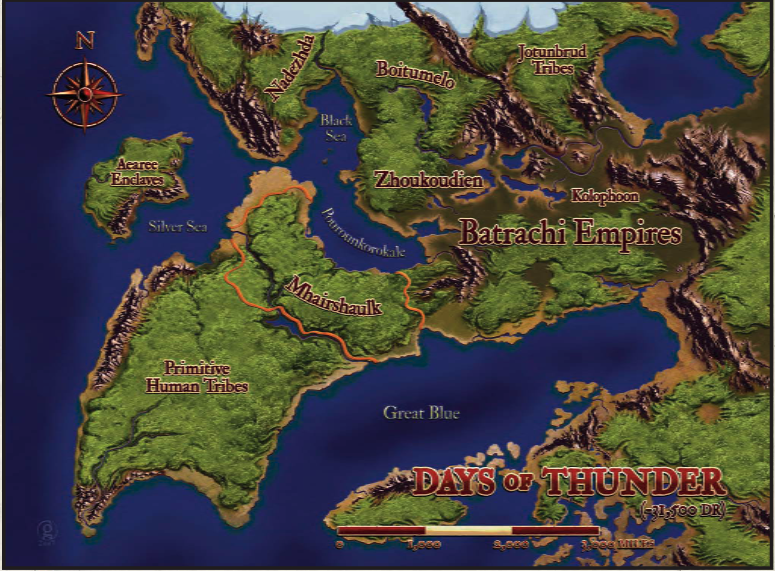 N
Nadezhda
Boitumelo
Jotunbrud
Tribes
Black
Sea
Aearee
Enclaves
Zhoukoudien
Kolophoon
Silver Sea
Pourounkorokale
Batrachi Empires
Mhairshaulk
Primitive
Human Tribes
Great Blue
DAYS OF THUNDER
(-31,500 DR)
0 1,000 2,000 3,000 MILES